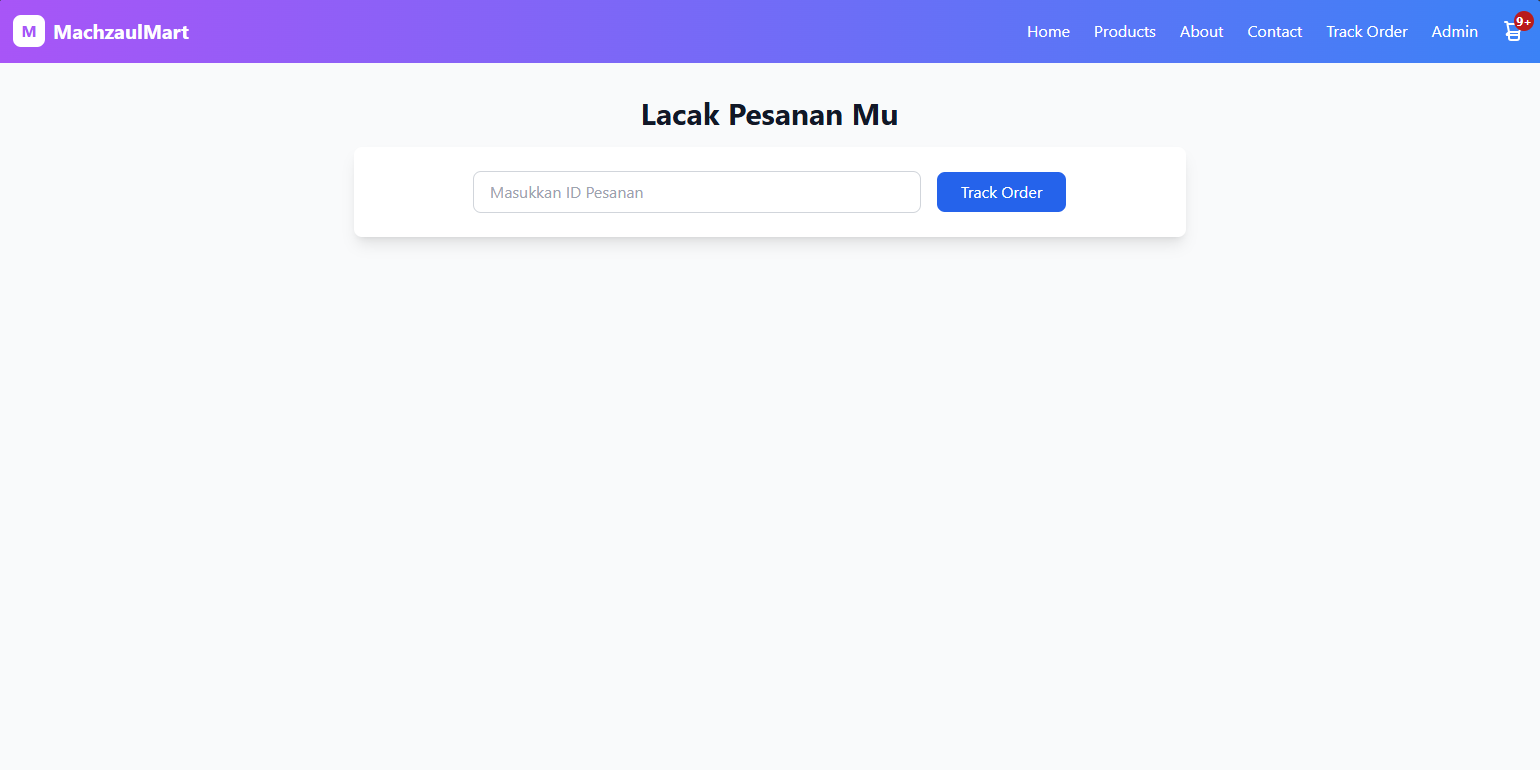 M MachzaulMart Home Products About Contact Track Order Admin 9+
Lacak Pesanan Mu
Masukkan ID Pesanan Track Order